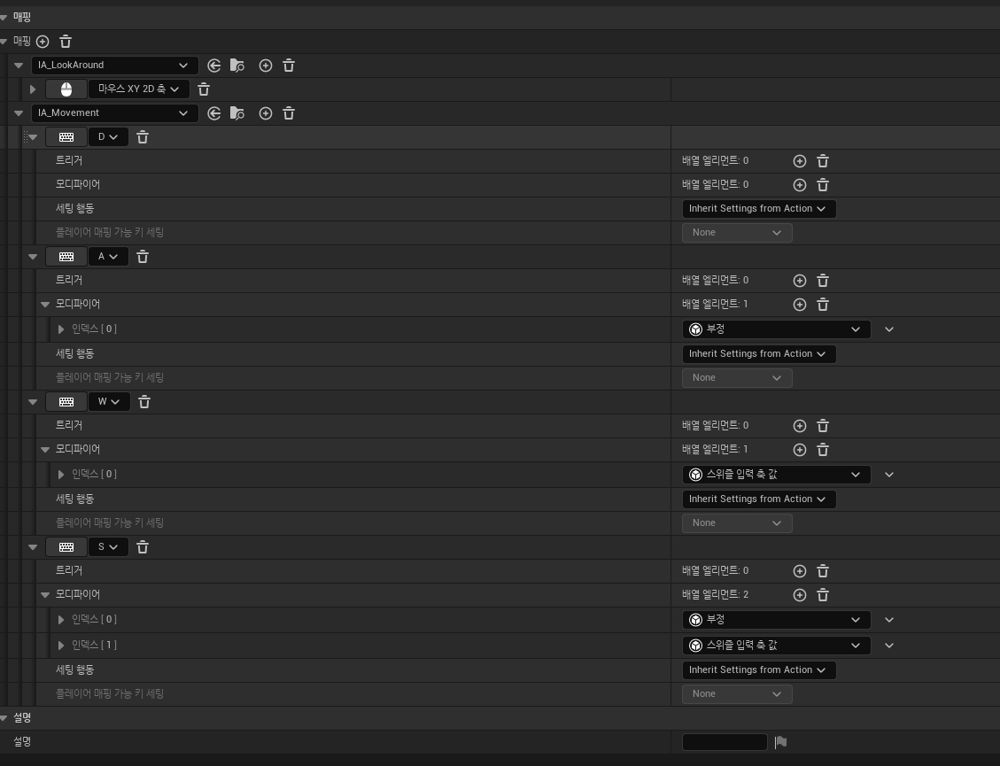 매핑
매핑
IA_LookAround
마우스 XY 2D 축
IA_Movement
D
트리거 배열 엘리먼트: 0
모디파이어 배열 엘리먼트: 0
세팅 행동 Inherit Settings from Action
플레이어 매핑 가능 키 세팅 None
A
트리거 배열 엘리먼트: 0
모디파이어 배열 엘리먼트: 1
인덱스 [ 0 ] 부정
세팅 행동 Inherit Settings from Action
플레이어 매핑 가능 키 세팅 None
W
트리거 배열 엘리먼트: 0
모디파이어 배열 엘리먼트: 1
인덱스 [ 0 ] 스위즐 입력 축 값
세팅 행동 Inherit Settings from Action
플레이어 매핑 가능 키 세팅 None
S
트리거 배열 엘리먼트: 0
모디파이어 배열 엘리먼트: 2
인덱스 [ 0 ] 부정
인덱스 [ 1 ] 스위즐 입력 축 값
세팅 행동 Inherit Settings from Action
플레이어 매핑 가능 키 세팅 None
설명
설명